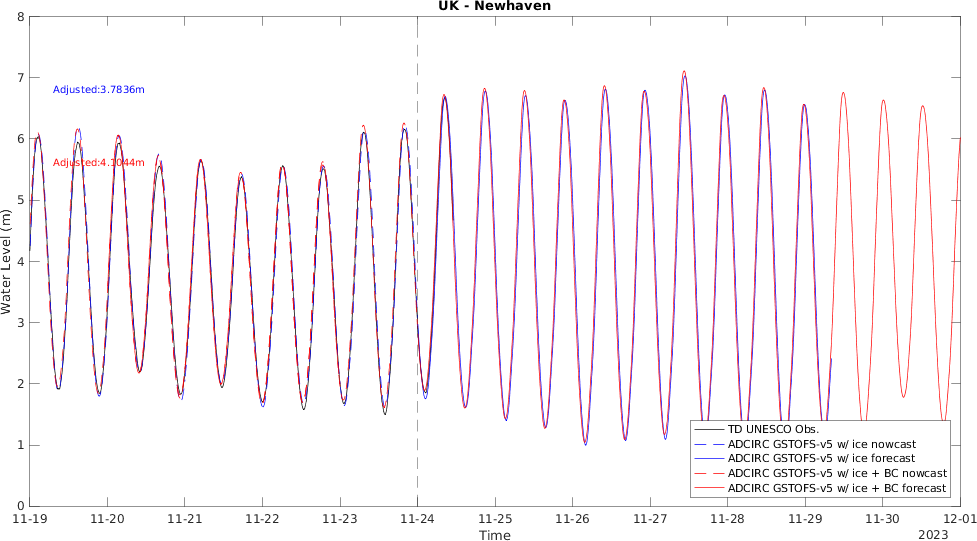 UK - Newhaven
8
7
6
5
4
3
2
1
0
Water Level (m)
Adjusted:3.7836m
Adjusted:4.1044m
TD UNESCO Obs.
ADCIRC GSTOFS-v5 w/ ice nowcast
ADCIRC GSTOFS-v5 w/ ice forecast
ADCIRC GSTOFS-v5 w/ ice + BC nowcast
ADCIRC GSTOFS-v5 w/ ice + BC forecast
11-19 11-20 11-21 11-22 11-23 11-24 11-25 11-26 11-27 11-28 11-29 11-30 12-01
Time
2023